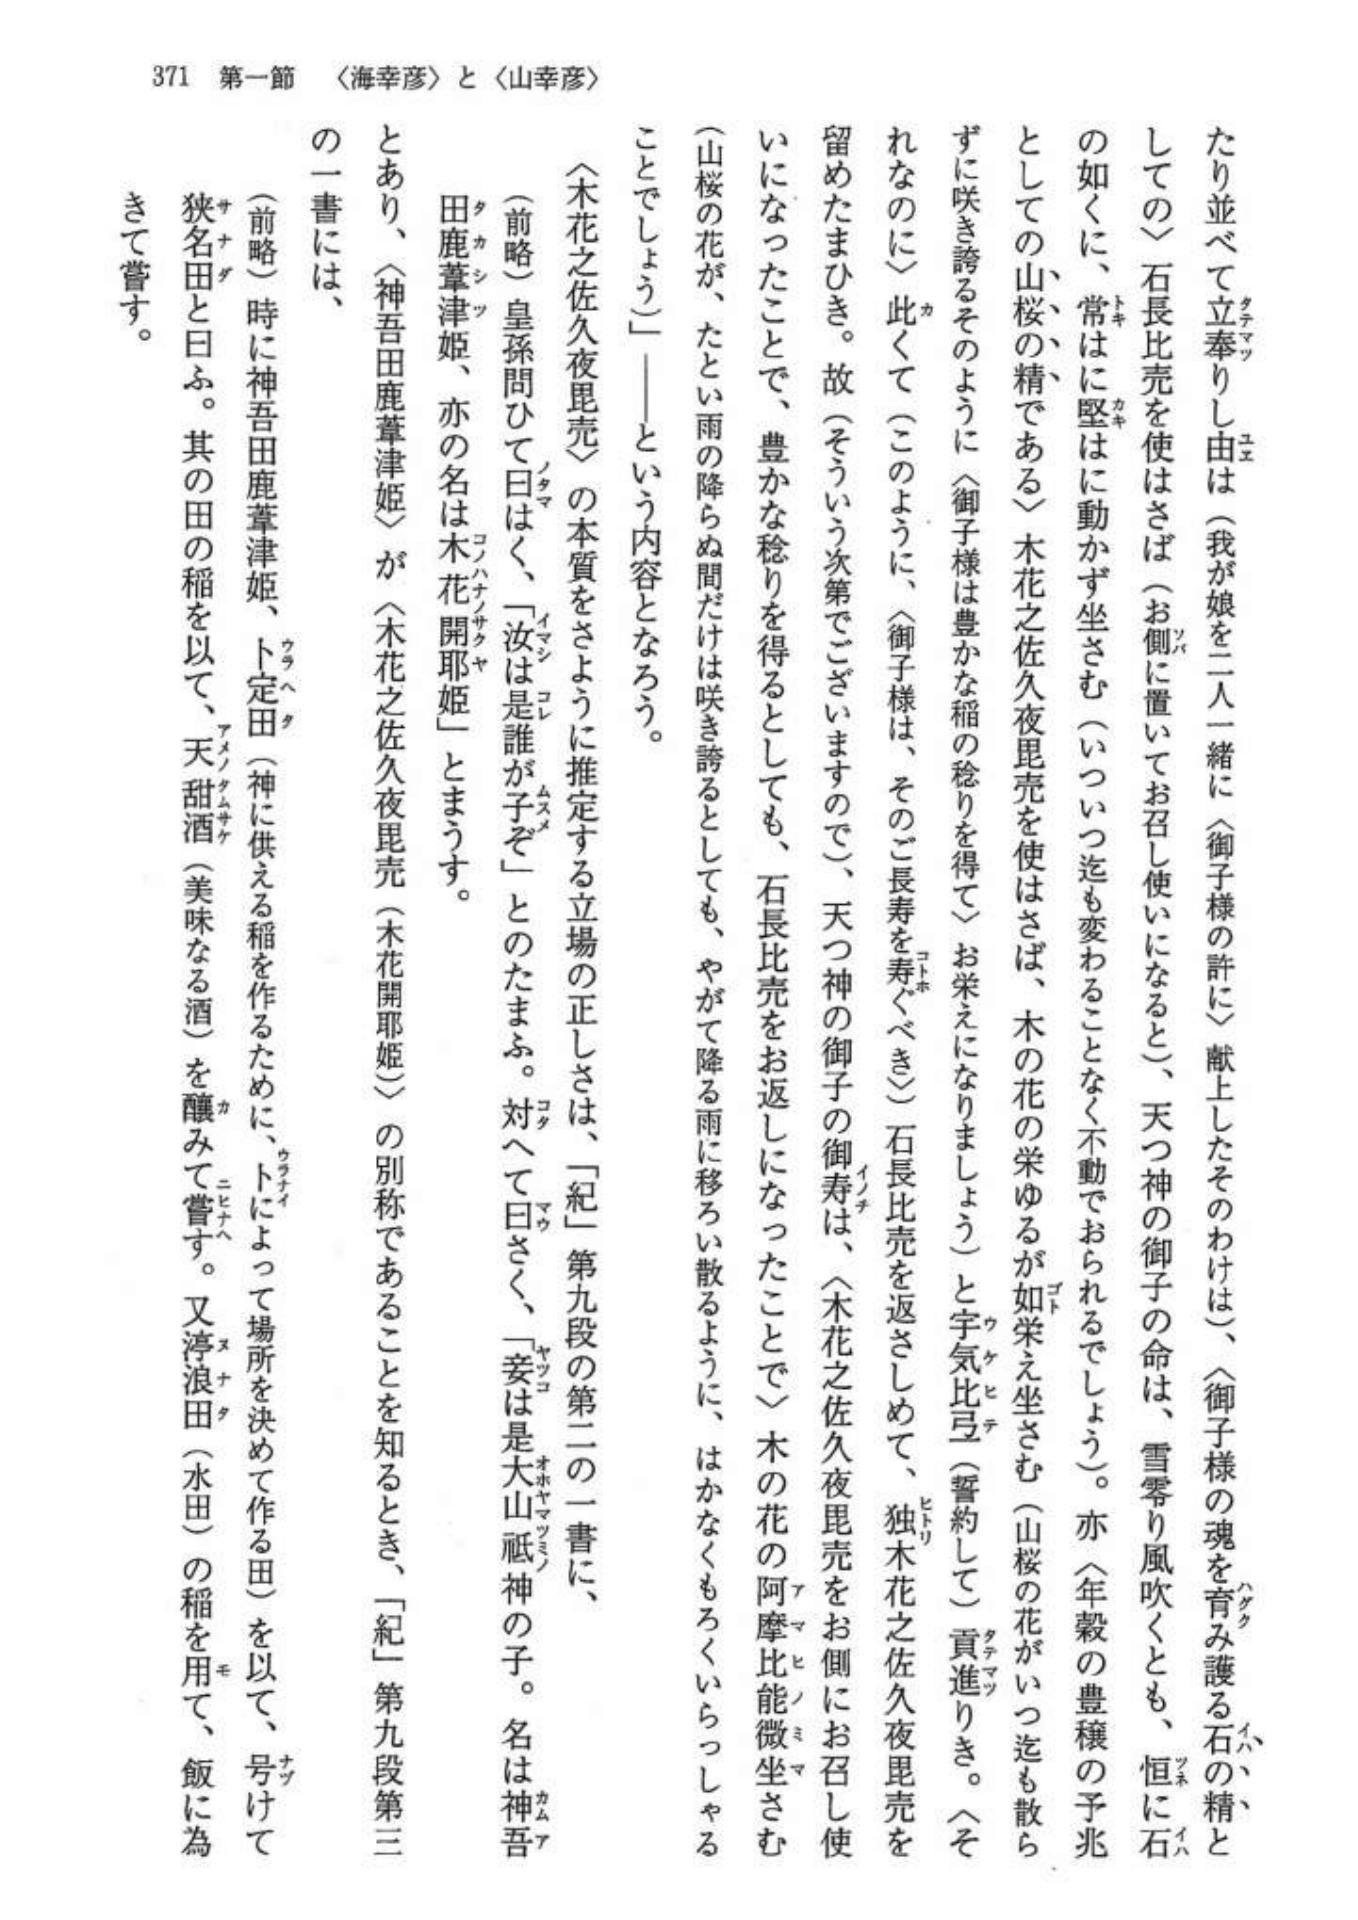 371 第一節 〈海幸彦〉と〈山幸彦〉
たり並べて立奉りし由は（我が娘を二人一緒に〈御子様の許に〉献上したそのわけは）、〈御子様の魂を育み護る石の精と
しての〉石長比売を使はさば（お側に置いてお召し使いになると）、天つ神の御子の命は、雪零り風吹くとも、恒に石
の如くに、常はに堅はに動かず坐さむ（いついつ迄も変わることなく不動でおられるでしょう）。亦〈年穀の豊穣の予兆
としての山桜の精である〉木花之佐久夜毘売を使はさば、木の花の栄ゆるが如栄え坐さむ（山桜の花がいつ迄も散ら
ずに咲き誇るそのように〈御子様は豊かな稲の稔りを得て〉お栄えになりましょう）と宇気比弖（誓約して）貢進りき。〈そ
れなのに〉此くて（このように、〈御子様は、そのご長寿を寿ぐべき〉）石長比売を返さしめて、独木花之佐久夜毘売を
留めたまひき。故（そういう次第でございますので）、天つ神の御子の御寿は、〈木花之佐久夜毘売をお側にお召し使
いになったことで、豊かな稔りを得るとしても、石長比売をお返しになったことで〉木の花の阿摩比能微坐さむ
（山桜の花が、たとい雨の降らぬ間だけは咲き誇るとしても、やがて降る雨に移ろい散るように、はかなくもろくいらっしゃる
ことでしょう）」――という内容となろう。
〈木花之佐久夜毘売〉の本質をさように推定する立場の正しさは、「紀」第九段の第二の一書に、
（前略）皇孫問ひて曰はく、「汝は是誰が子ぞ」とのたまふ。対へて曰さく、「妾は是大山祇神の子。名は神吾
田鹿葦津姫、亦の名は木花開耶姫」とまうす。
とあり、〈神吾田鹿葦津姫〉が〈木花之佐久夜毘売（木花開耶姫）〉の別称であることを知るとき、「紀」第九段第三
の一書には、
（前略）時に神吾田鹿葦津姫、卜定田（神に供える稲を作るために、卜によって場所を決めて作る田）を以て、号けて
狭名田と曰ふ。其の田の稲を以て、天甜酒（美味なる酒）を醸みて嘗す。又渟浪田（水田）の稲を用て、飯に為
きて嘗す。